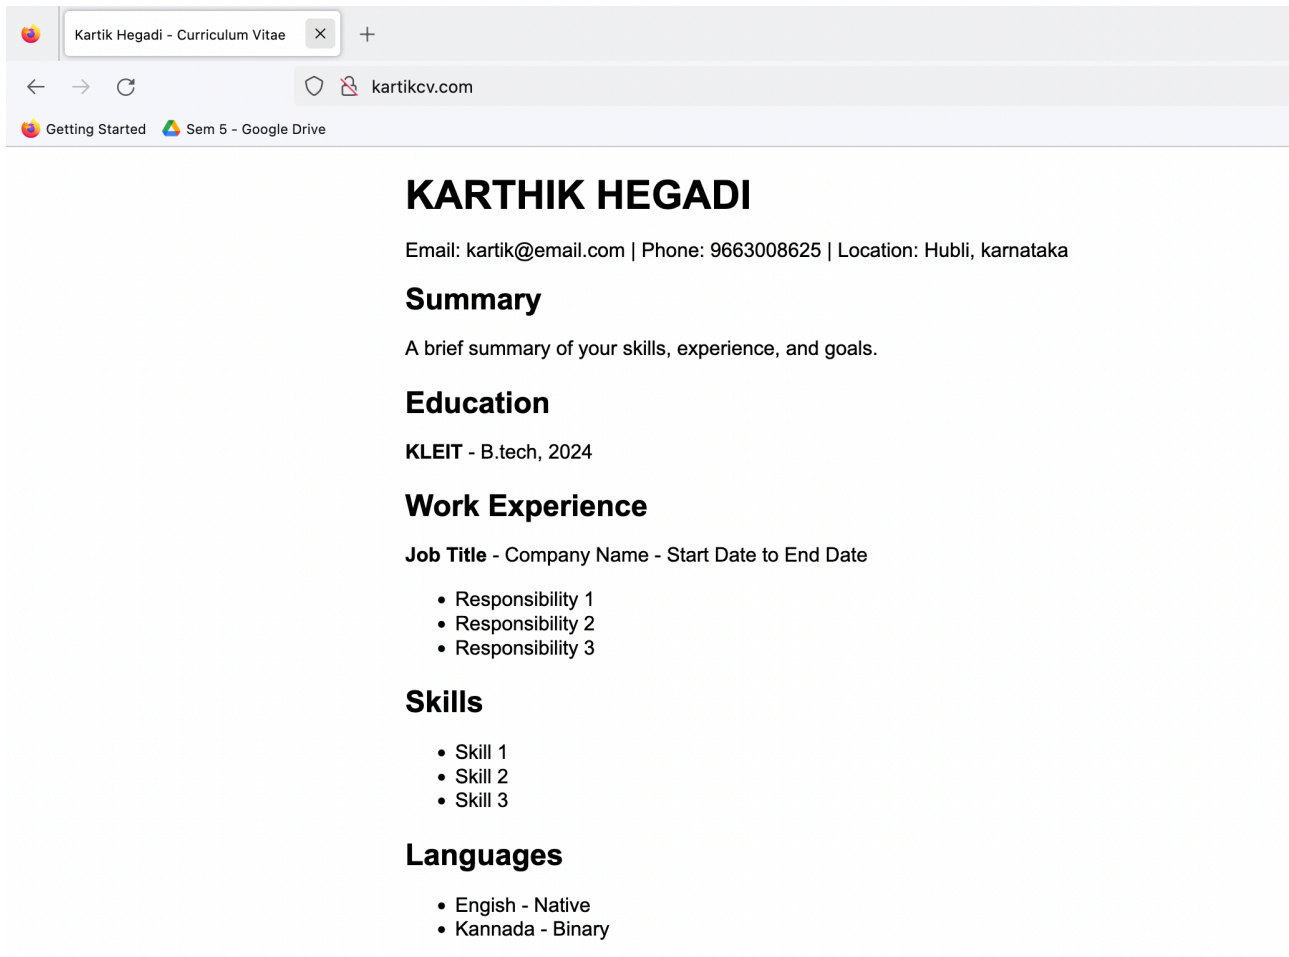 Kartik Hegadi - Curriculum Vitae
kartikcv.com
Getting Started Sem 5 - Google Drive
KARTHIK HEGADI
Email: kartik@email.com | Phone: 9663008625 | Location: Hubli, karnataka
Summary
A brief summary of your skills, experience, and goals.
Education
KLEIT - B.tech, 2024
Work Experience
Job Title - Company Name - Start Date to End Date
• Responsibility 1
• Responsibility 2
• Responsibility 3
Skills
• Skill 1
• Skill 2
• Skill 3
Languages
• Engish - Native
• Kannada - Binary